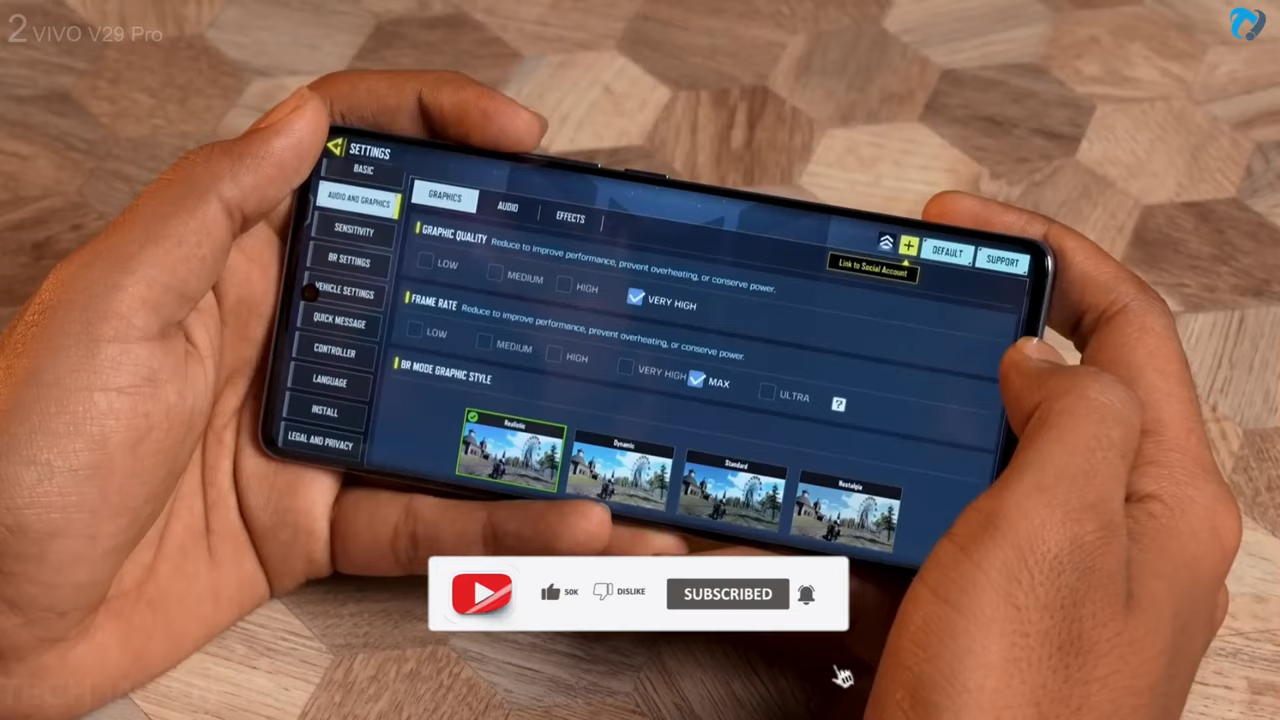 2 VIVO V29 Pro
SETTINGS
BASIC
AUDIO AND GRAPHICS
SENSITIVITY
BR SETTINGS
VEHICLE SETTINGS
QUICK MESSAGE
CONTROLLER
LANGUAGE
INSTALL
LEGAL AND PRIVACY
GRAPHICS
AUDIO
EFFECTS
+
DEFAULT
SUPPORT
Link to Social Account
GRAPHIC QUALITY Reduce to improve performance, prevent overheating, or conserve power.
LOW MEDIUM HIGH VERY HIGH
FRAME RATE Reduce to improve performance, prevent overheating, or conserve power.
LOW MEDIUM HIGH VERY HIGH MAX ULTRA ?
BR MODE GRAPHIC STYLE
Realistic Dynamic Standard Nostalgia
50K DISLIKE SUBSCRIBED
TECH